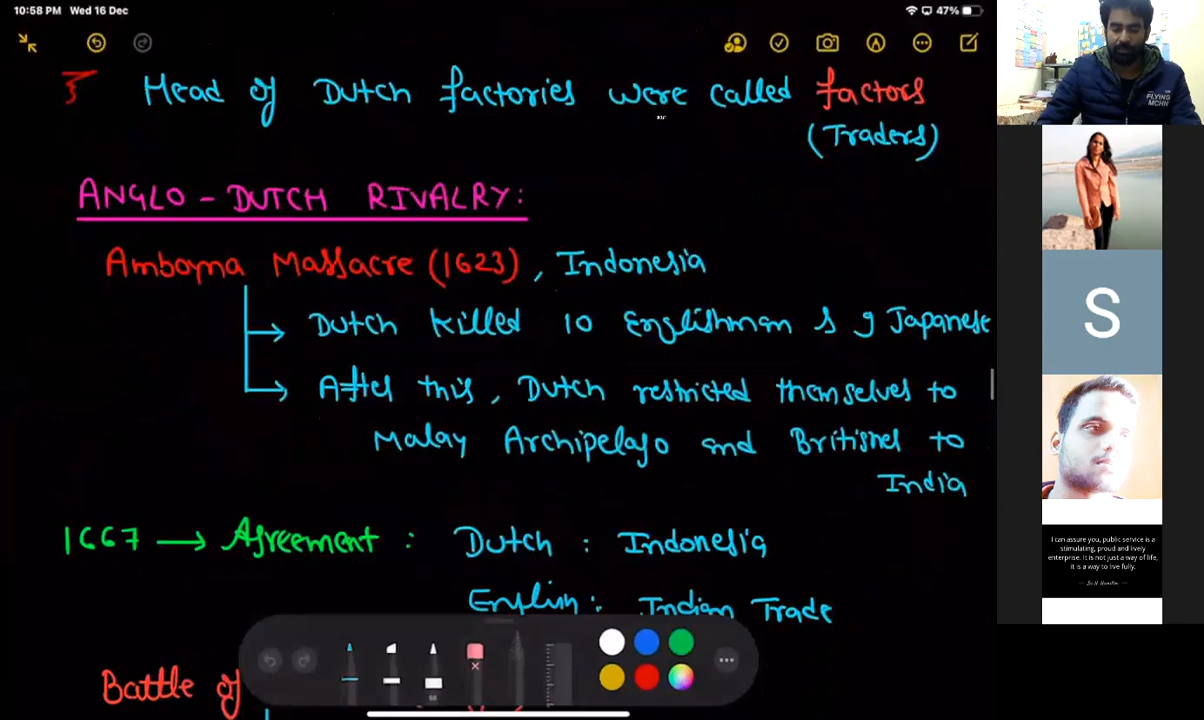 10:58 PM Wed 16 Dec
47%
Head of Dutch factories were called factors
(Traders)
ANGLO - DUTCH RIVALRY:
Amboyna Massacre (1623), Indonesia
Dutch killed 10 Englishman & 9 Japanese
After this, Dutch restricted themselves to
Malay Archipelago and Britisher to
India
1667 → Agreement : Dutch : Indonesia
English : Indian Trade
Battle of
FLYING
MCHN
S
I can assure you, public service is a
stimulating, proud and lively
enterprise. It is not just a way of life,
it is a way to live fully.